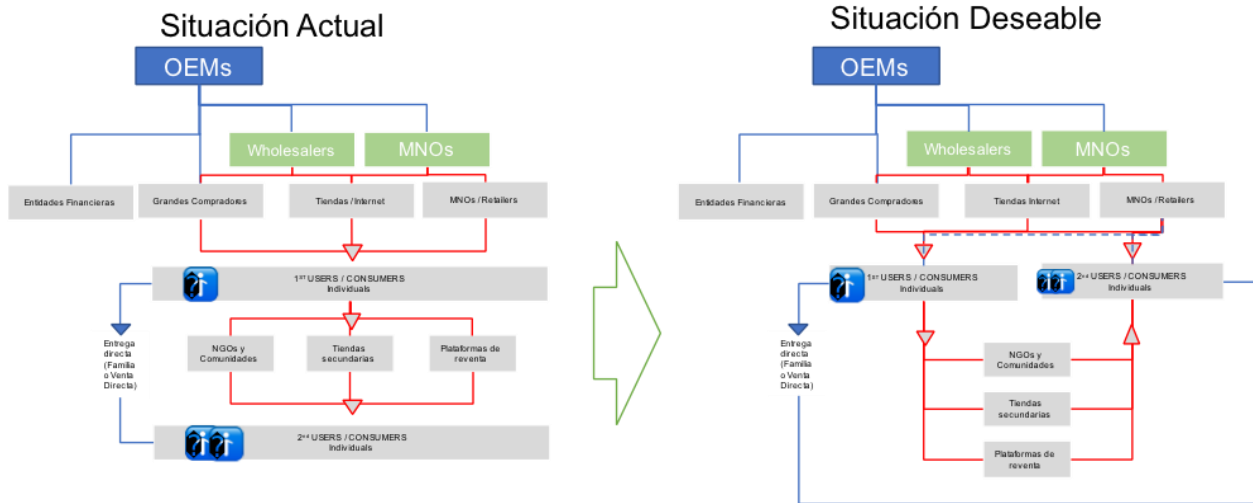 Situación Actual
OEMs
Wholesalers
MNOs
Entidades Financieras
Grandes Compradores
Tiendas /Internet
MNOs / Retailers
1ST USERS / CONSUMERS
Individuals
Entrega
directa
(Familia
o Venta
Directa)
NGOs y
Comunidades
Tiendas
secundarias
Plataformas de
reventa
2nd USERS / CONSUMERS
Individuals
Situación Deseable
OEMs
Wholesalers
MNOs
Entidades Financieras
Grandes Compradores
Tiendas Internet
MNOs / Retailers
1ST USERS / CONSUMERS
Individuals
2nd USERS / CONSUMERS
Individuals
Entrega
directa
(Familia
o Venta
Directa)
NGOs y
Comunidades
Tiendas
secundarias
Plataformas de
reventa